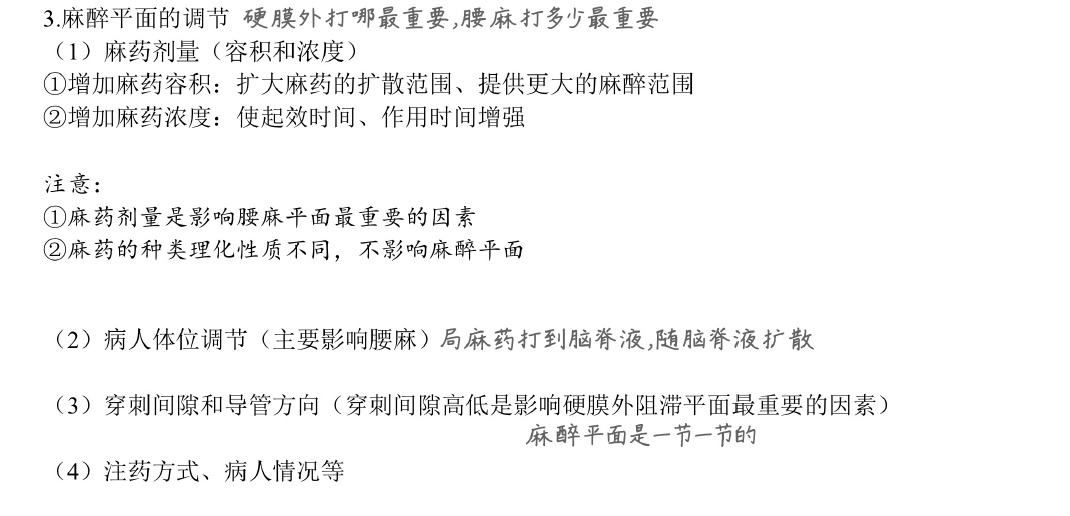 3.麻醉平面的调节 硬膜外打哪最重要,腰麻打多少最重要
（1）麻药剂量（容积和浓度）
①增加麻药容积：扩大麻药的扩散范围、提供更大的麻醉范围
②增加麻药浓度：使起效时间、作用时间增强
注意：
①麻药剂量是影响腰麻平面最重要的因素
②麻药的种类理化性质不同，不影响麻醉平面
（2）病人体位调节（主要影响腰麻）局麻药打到脑脊液,随脑脊液扩散
（3）穿刺间隙和导管方向（穿刺间隙高低是影响硬膜外阻滞平面最重要的因素）
麻醉平面是一节一节的
（4）注药方式、病人情况等